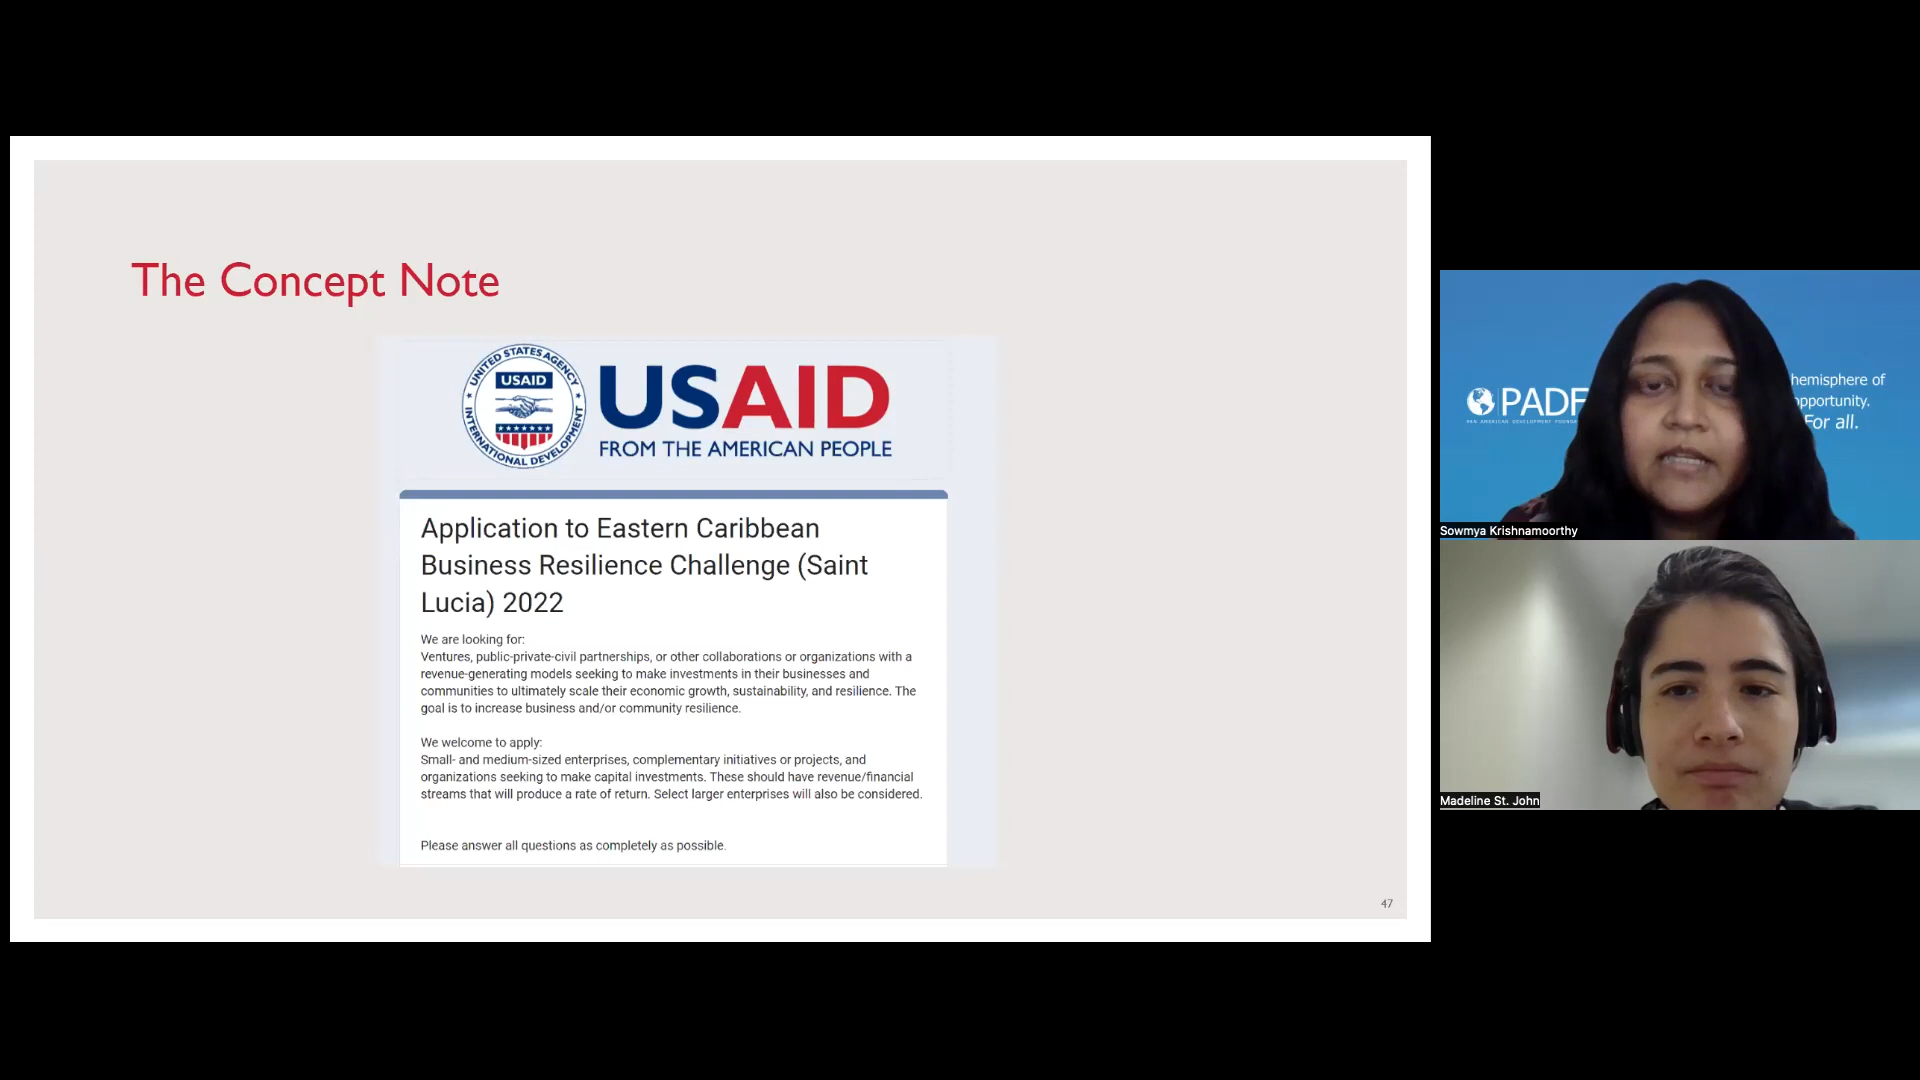 The Concept Note
UNITED STATES AGENCY
USAID
INTERNATIONAL DEVELOPMENT
USAID
FROM THE AMERICAN PEOPLE
Application to Eastern Caribbean
Business Resilience Challenge (Saint
Lucia) 2022
We are looking for:
Ventures, public-private-civil partnerships, or other collaborations or organizations with a
revenue-generating models seeking to make investments in their businesses and
communities to ultimately scale their economic growth, sustainability, and resilience. The
goal is to increase business and/or community resilience.
We welcome to apply:
Small- and medium-sized enterprises, complementary initiatives or projects, and
organizations seeking to make capital investments. These should have revenue/financial
streams that will produce a rate of return. Select larger enterprises will also be considered.
Please answer all questions as completely as possible.
47
PADF
PAN AMERICAN DEVELOPMENT
hemisphere of
opportunity.
For all.
Sowmya Krishnamoorthy
Madeline St. John